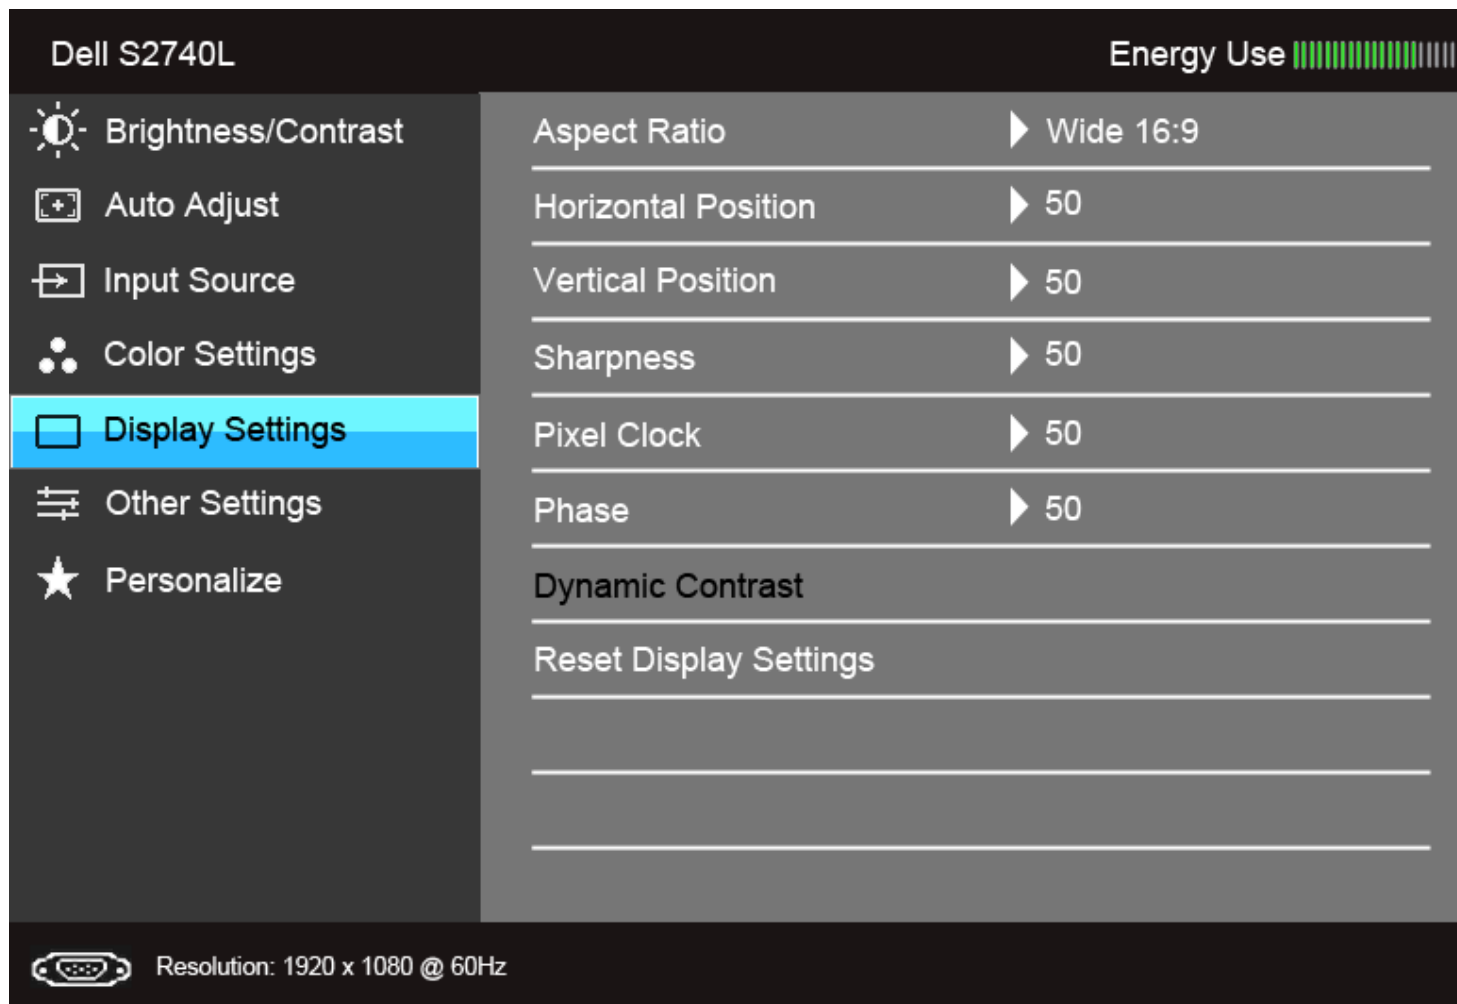 Dell S2740L
Energy Use
Brightness/Contrast
Auto Adjust
Input Source
Color Settings
Display Settings
Other Settings
Personalize
Aspect Ratio Wide 16:9
Horizontal Position 50
Vertical Position 50
Sharpness 50
Pixel Clock 50
Phase 50
Dynamic Contrast
Reset Display Settings
Resolution: 1920 x 1080 @ 60Hz